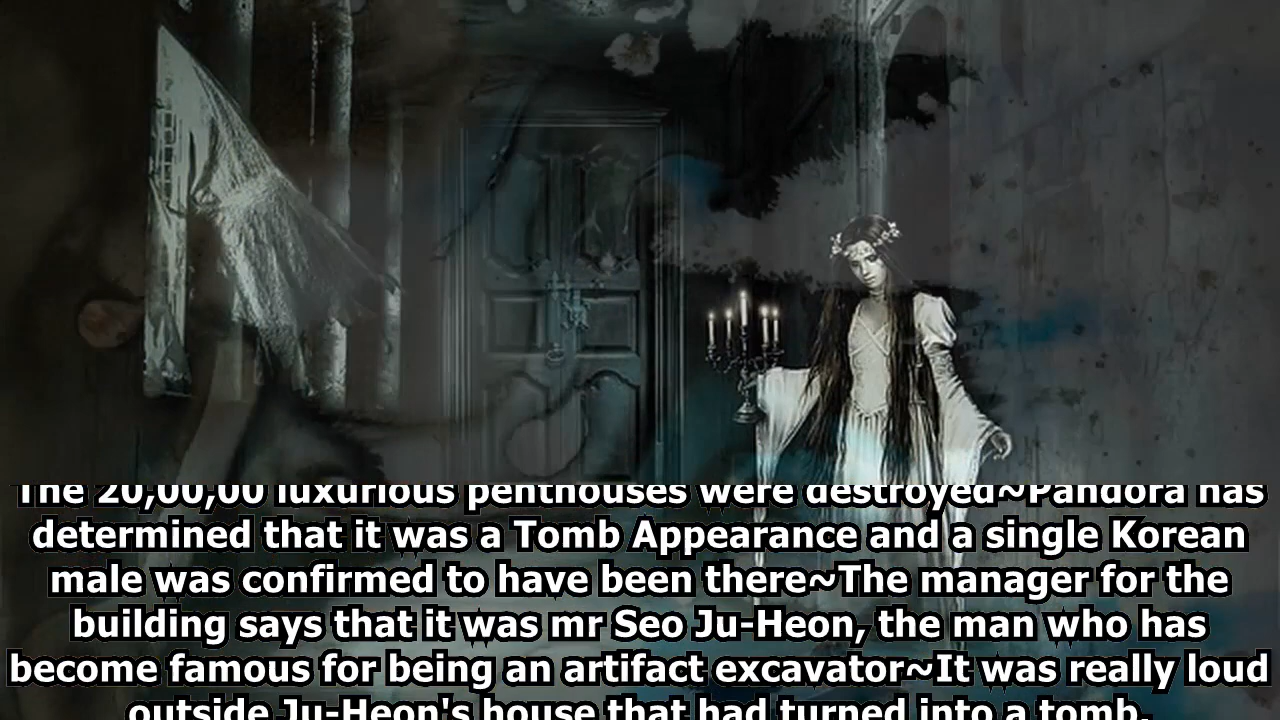 The 20,00,00 luxurious penthouses were destroyed~Pandora has
determined that it was a Tomb Appearance and a single Korean
male was confirmed to have been there~The manager for the
building says that it was mr Seo Ju-Heon, the man who has
become famous for being an artifact excavator~It was really loud
outside Ju-Heon's house that had turned into a tomb.